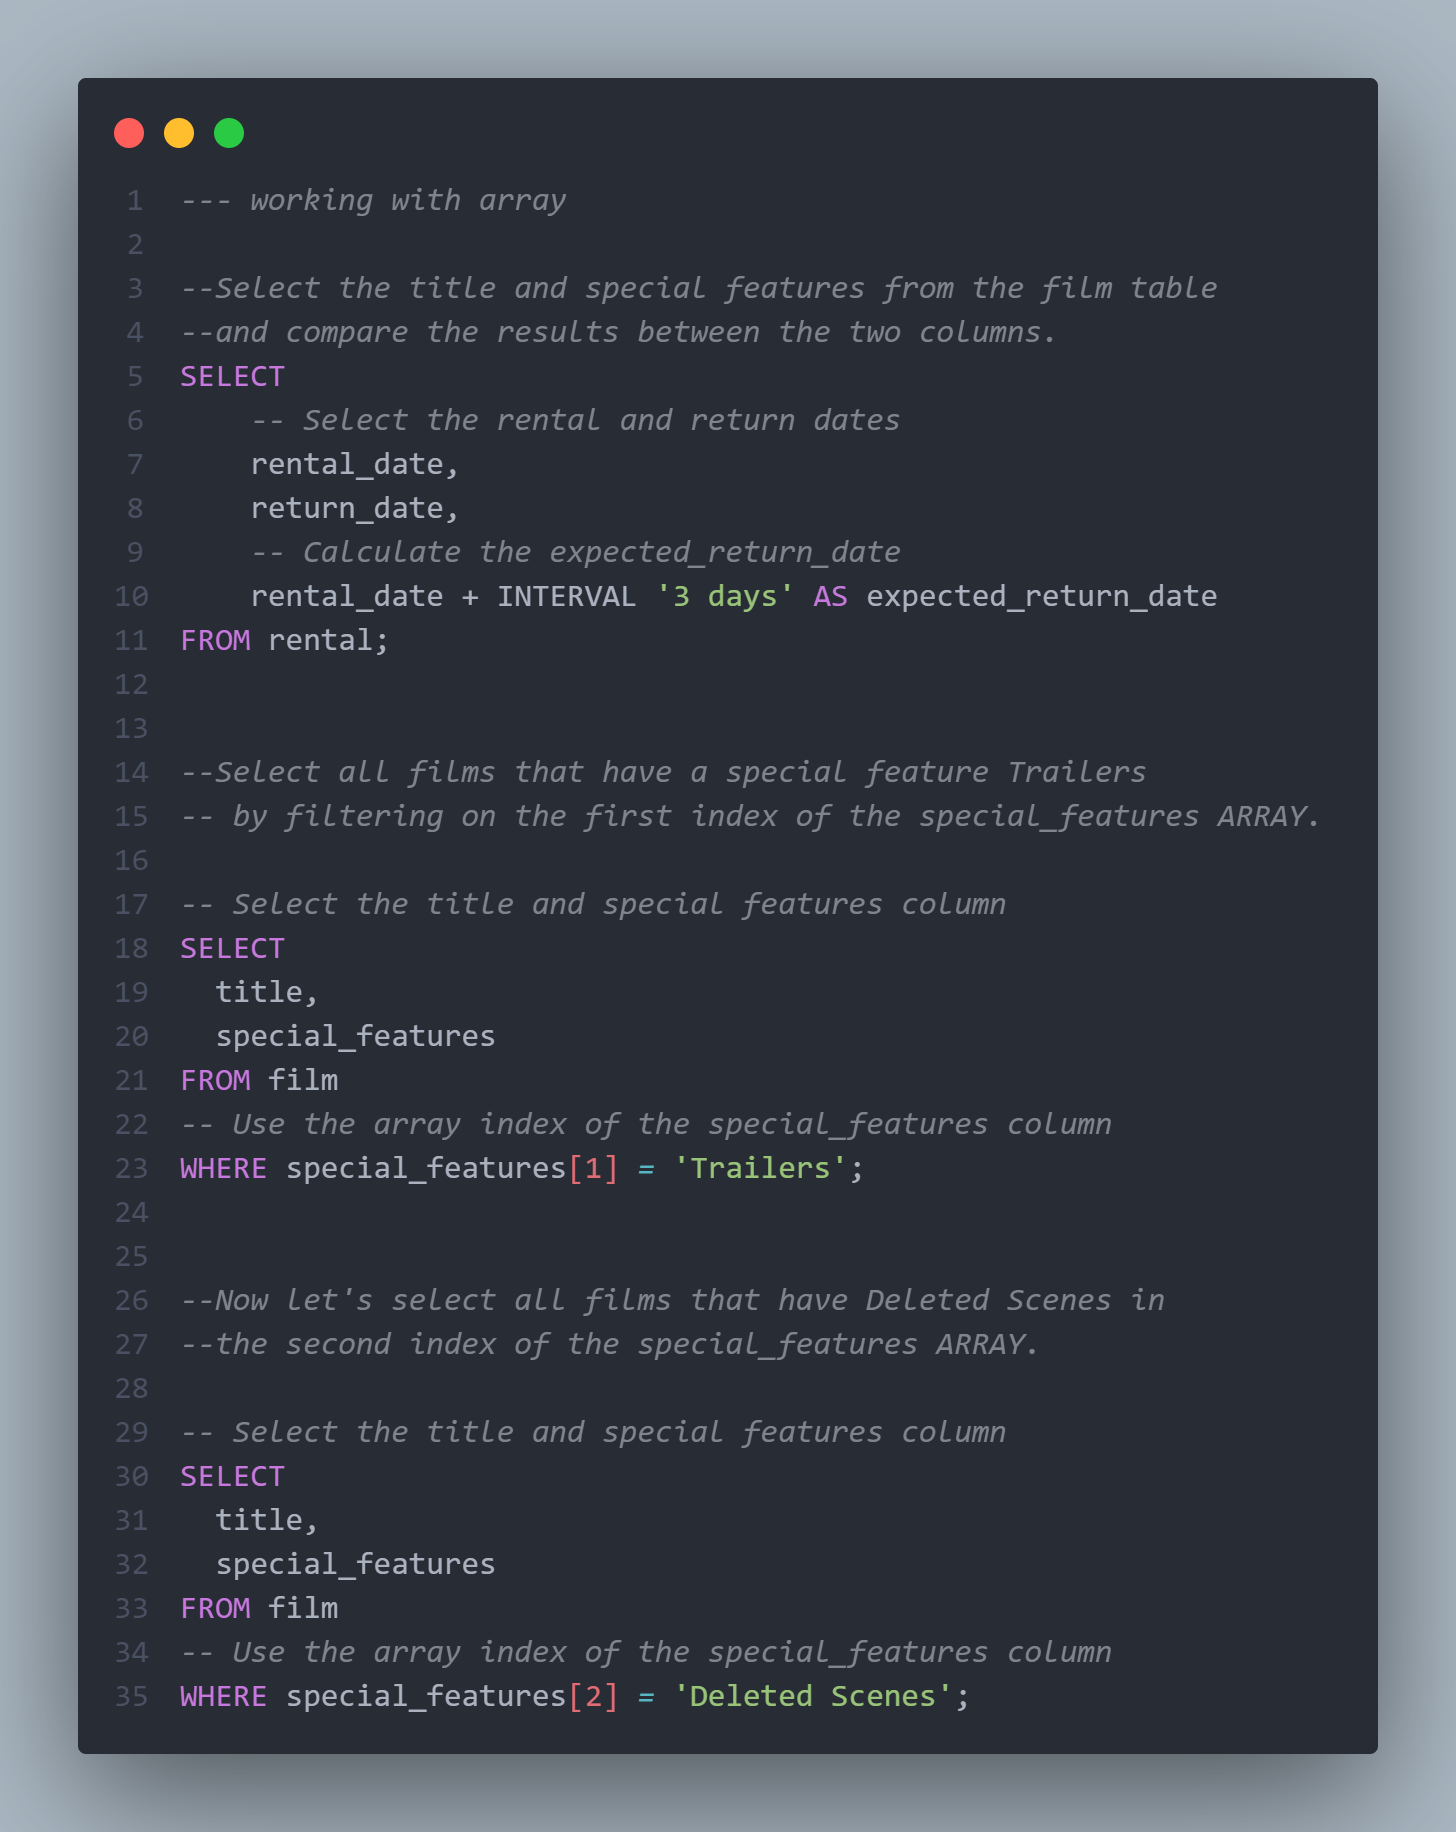 1 --- working with array
2
3 --Select the title and special features from the film table
4 --and compare the results between the two columns.
5 SELECT
6     -- Select the rental and return dates
7     rental_date,
8     return_date,
9     -- Calculate the expected_return_date
10     rental_date + INTERVAL '3 days' AS expected_return_date
11 FROM rental;
12
13
14 --Select all films that have a special feature Trailers
15 -- by filtering on the first index of the special_features ARRAY.
16
17 -- Select the title and special features column
18 SELECT
19   title,
20   special_features
21 FROM film
22 -- Use the array index of the special_features column
23 WHERE special_features[1] = 'Trailers';
24
25
26 --Now let's select all films that have Deleted Scenes in
27 --the second index of the special_features ARRAY.
28
29 -- Select the title and special features column
30 SELECT
31   title,
32   special_features
33 FROM film
34 -- Use the array index of the special_features column
35 WHERE special_features[2] = 'Deleted Scenes';